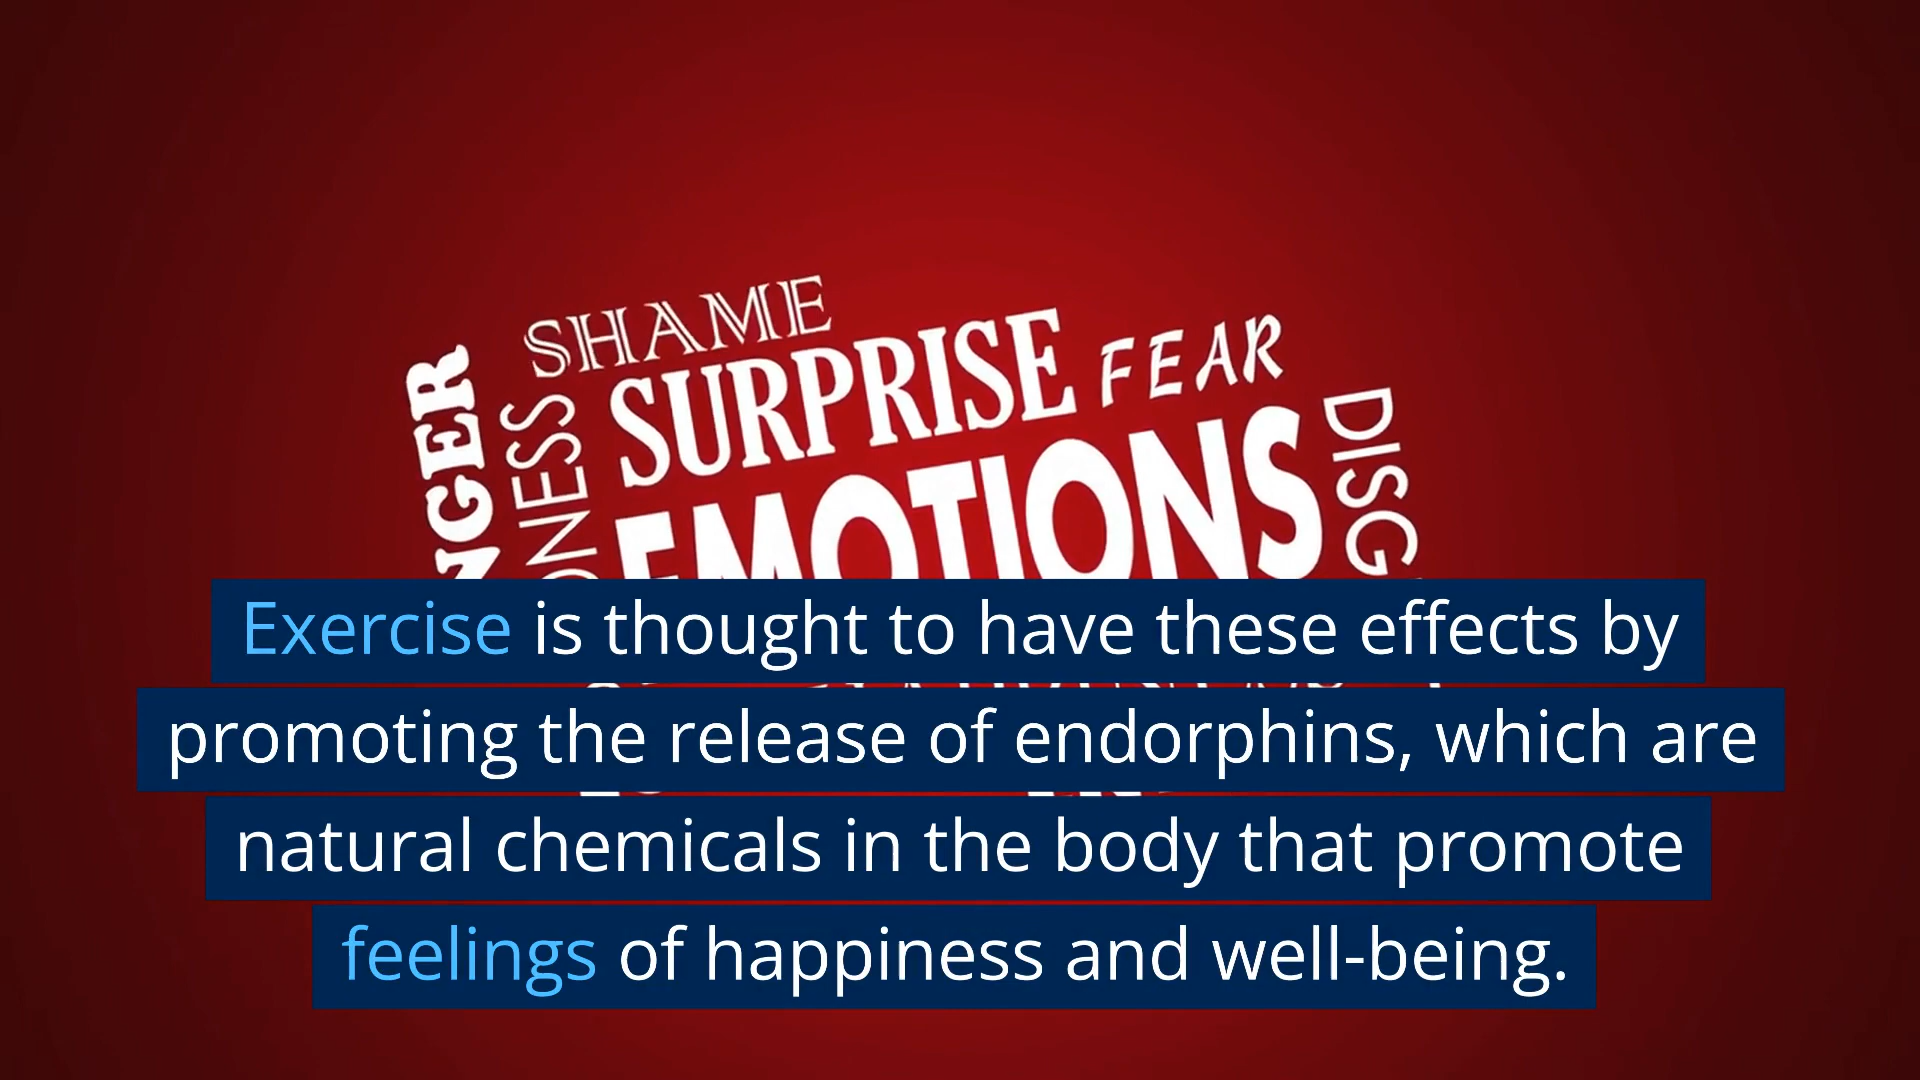 SHAME
SURPRISE
FEAR
EMOTIONS
Exercise is thought to have these effects by
promoting the release of endorphins, which are
natural chemicals in the body that promote
feelings of happiness and well-being.